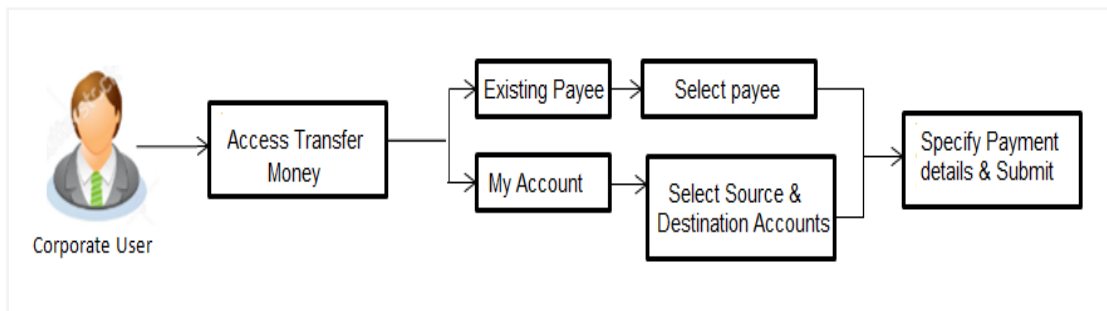 Corporate User
Access Transfer
Money
Existing Payee
Select payee
My Account
Select Source &
Destination Accounts
Specify Payment
details & Submit